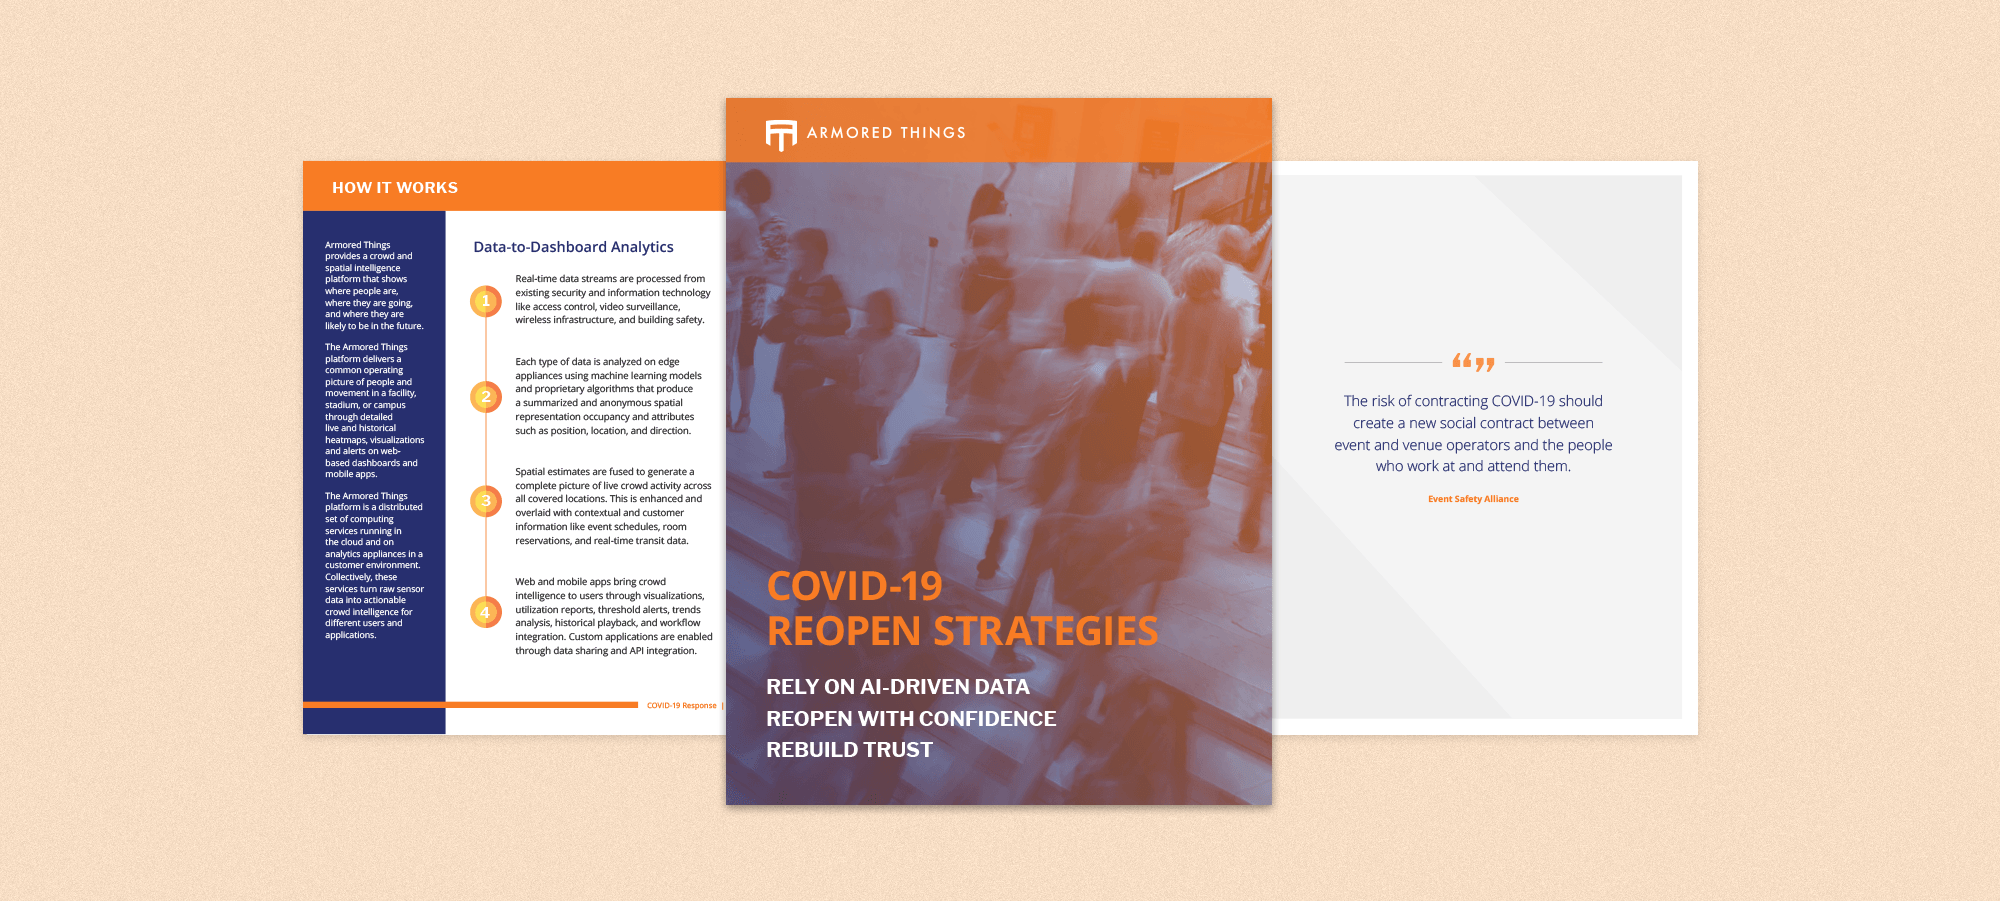 HOW IT WORKS
Armored Things
provides a crowd and
spatial intelligence
platform that shows
where people are,
where they are going,
and where they are
likely to be in the future.
The Armored Things
platform delivers a
common operating
picture of people and
movement in a facility,
stadium, or campus
through detailed
live and historical
heatmaps, visualizations
and alerts on web-
based dashboards and
mobile apps.
The Armored Things
platform is a distributed
set of computing
services running in
the cloud and on
analytics appliances in a
customer environment.
Collectively, these
services turn raw sensor
data into actionable
crowd intelligence for
different users and
applications.
Data-to-Dashboard Analytics
1
Real-time data streams are processed from
existing security and information technology
like access control, video surveillance,
wireless infrastructure, and building safety.
2
Each type of data is analyzed on edge
appliances using machine learning models
and proprietary algorithms that produce
a summarized and anonymous spatial
representation occupancy and attributes
such as position, location, and direction.
3
Spatial estimates are fused to generate a
complete picture of live crowd activity across
all covered locations. This is enhanced and
overlaid with contextual and customer
information like event schedules, room
reservations, and real-time transit data.
4
Web and mobile apps bring crowd
intelligence to users through visualizations,
utilization reports, threshold alerts, trends
analysis, historical playback, and workflow
integration. Custom applications are enabled
through data sharing and API integration.
COVID-19 Response |
ARMORED THINGS
COVID-19
REOPEN STRATEGIES
RELY ON AI-DRIVEN DATA
REOPEN WITH CONFIDENCE
REBUILD TRUST
“”
The risk of contracting COVID-19 should
create a new social contract between
event and venue operators and the people
who work at and attend them.
Event Safety Alliance